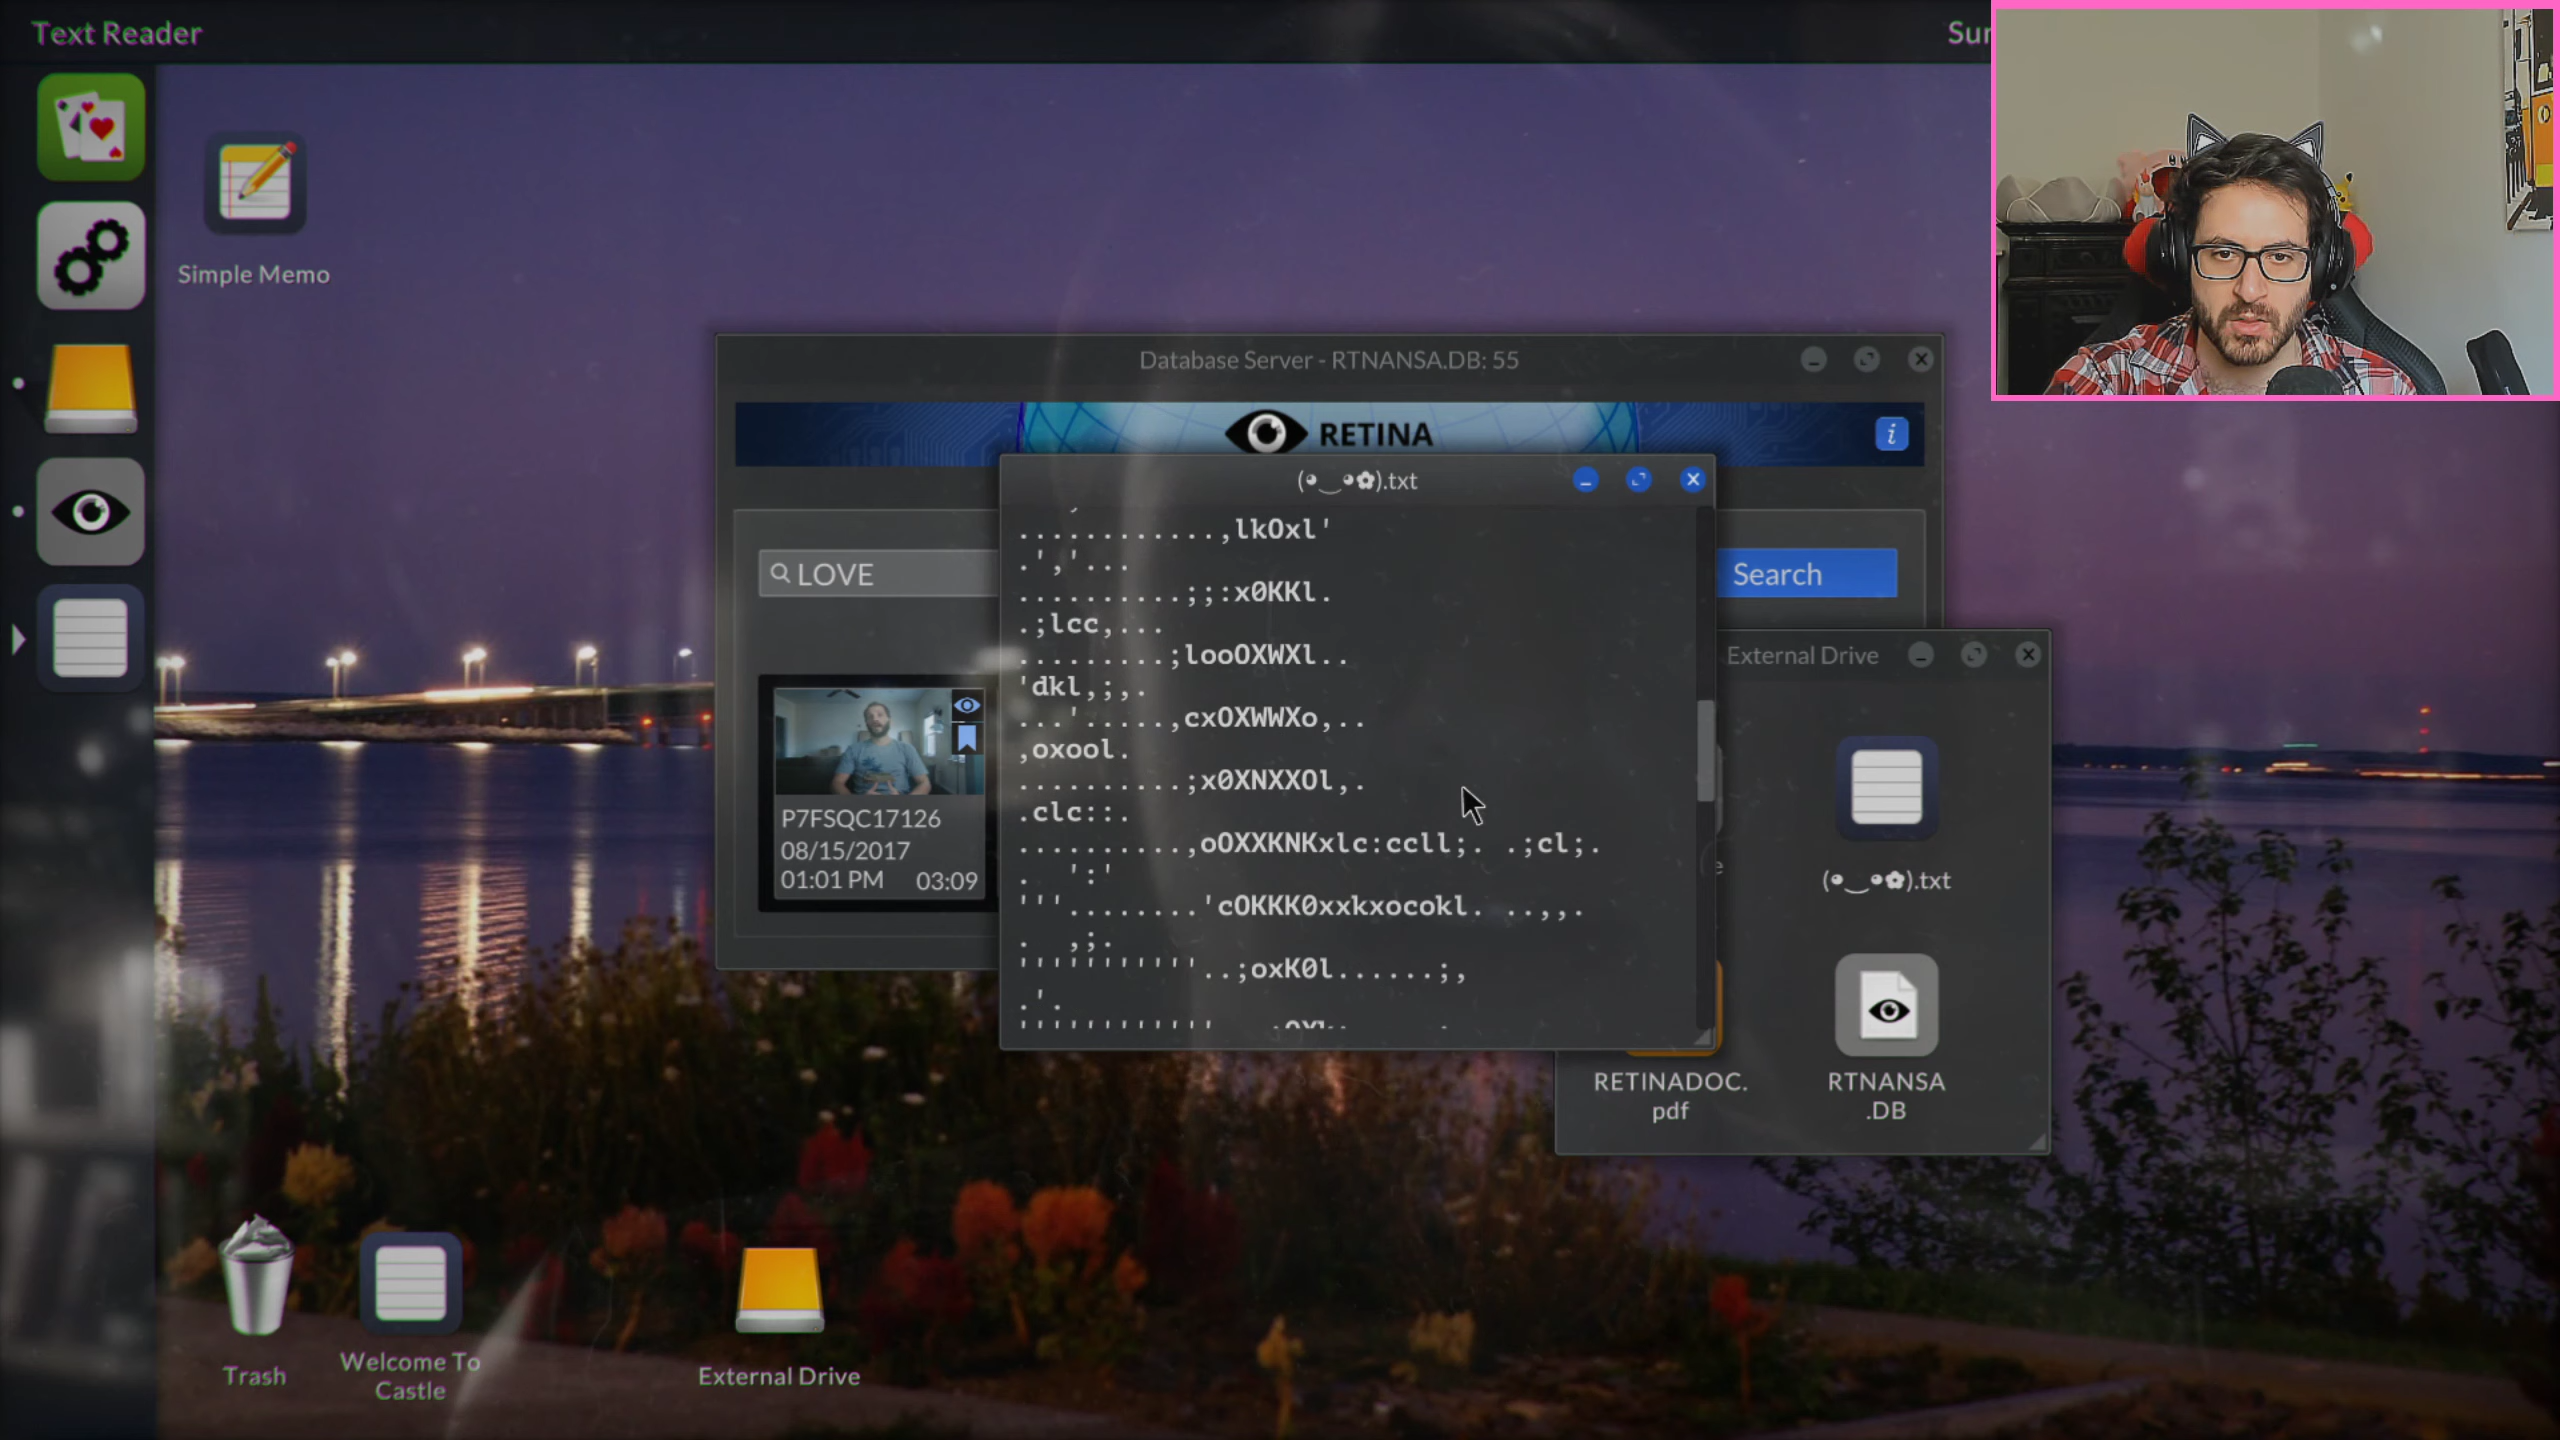 Text Reader
Sun
Simple Memo
Database Server - RTNANSA.DB: 55
RETINA
i
(◕‿◕✿).txt
LOVE
Search
............,lkOxl'
.','...
..........;;:x0KKl.
.;lcc,...
.........;looOXWXl..
'dkl,;,.
...'.....,cxOXWWXo,..
,oxool.
..........;x0XNXXOl,.
.clc::.
..........,oOXXKNKxlc:ccll;. .;cl;.
.  ':'
'''........'cOKKK0xxkxocokl. ..,,.
.  ,;.
'''''''''''..;oxK0l......;,
.'.
P7FSQC17126
08/15/2017
01:01 PM 03:09
External Drive
(◕‿◕✿).txt
RETINADOC.
pdf
RTNANSA
.DB
Trash
Welcome To
Castle
External Drive